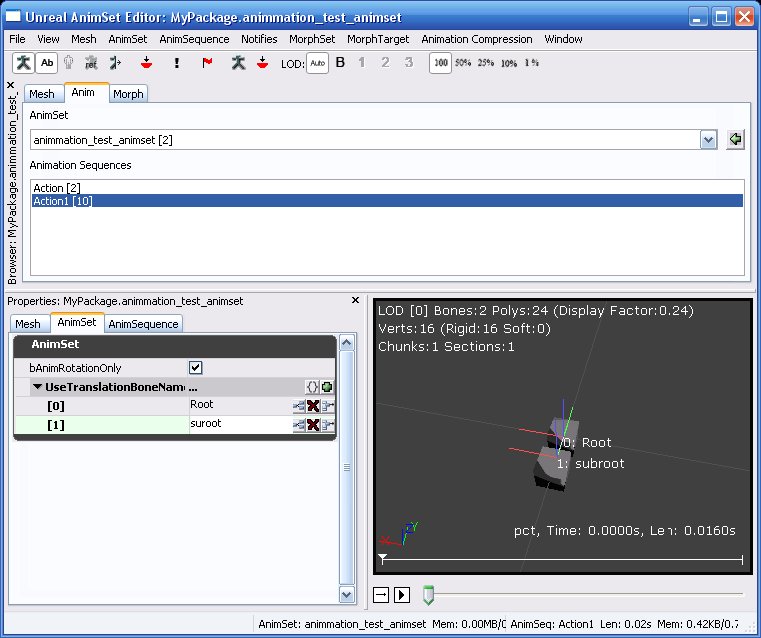 Unreal AnimSet Editor: MyPackage.animmation_test_animset
File View Mesh AnimSet AnimSequence Notifies MorphSet MorphTarget Animation Compression Window
Ab ref LOD: Auto B 1 2 3 100 50% 25% 10% 1%
Browser: MyPackage.animmation_test_
Mesh Anim Morph
AnimSet
animmation_test_animset [2]
Animation Sequences
Action [2]
Action1 [10]
Properties: MyPackage.animmation_test_animset
Mesh AnimSet AnimSequence
AnimSet
bAnimRotationOnly
UseTranslationBoneNam ...
[0] Root
[1] suroot
LOD [0] Bones:2 Polys:24 (Display Factor:0.24)
Verts:16 (Rigid:16 Soft:0)
Chunks:1 Sections:1
0: Root
1: subroot
X Y
pct, Time: 0.0000s, Len: 0.0160s
AnimSet: animmation_test_animset Mem: 0.00MB/0 AnimSeq: Action1 Len: 0.02s Mem: 0.42KB/0.7